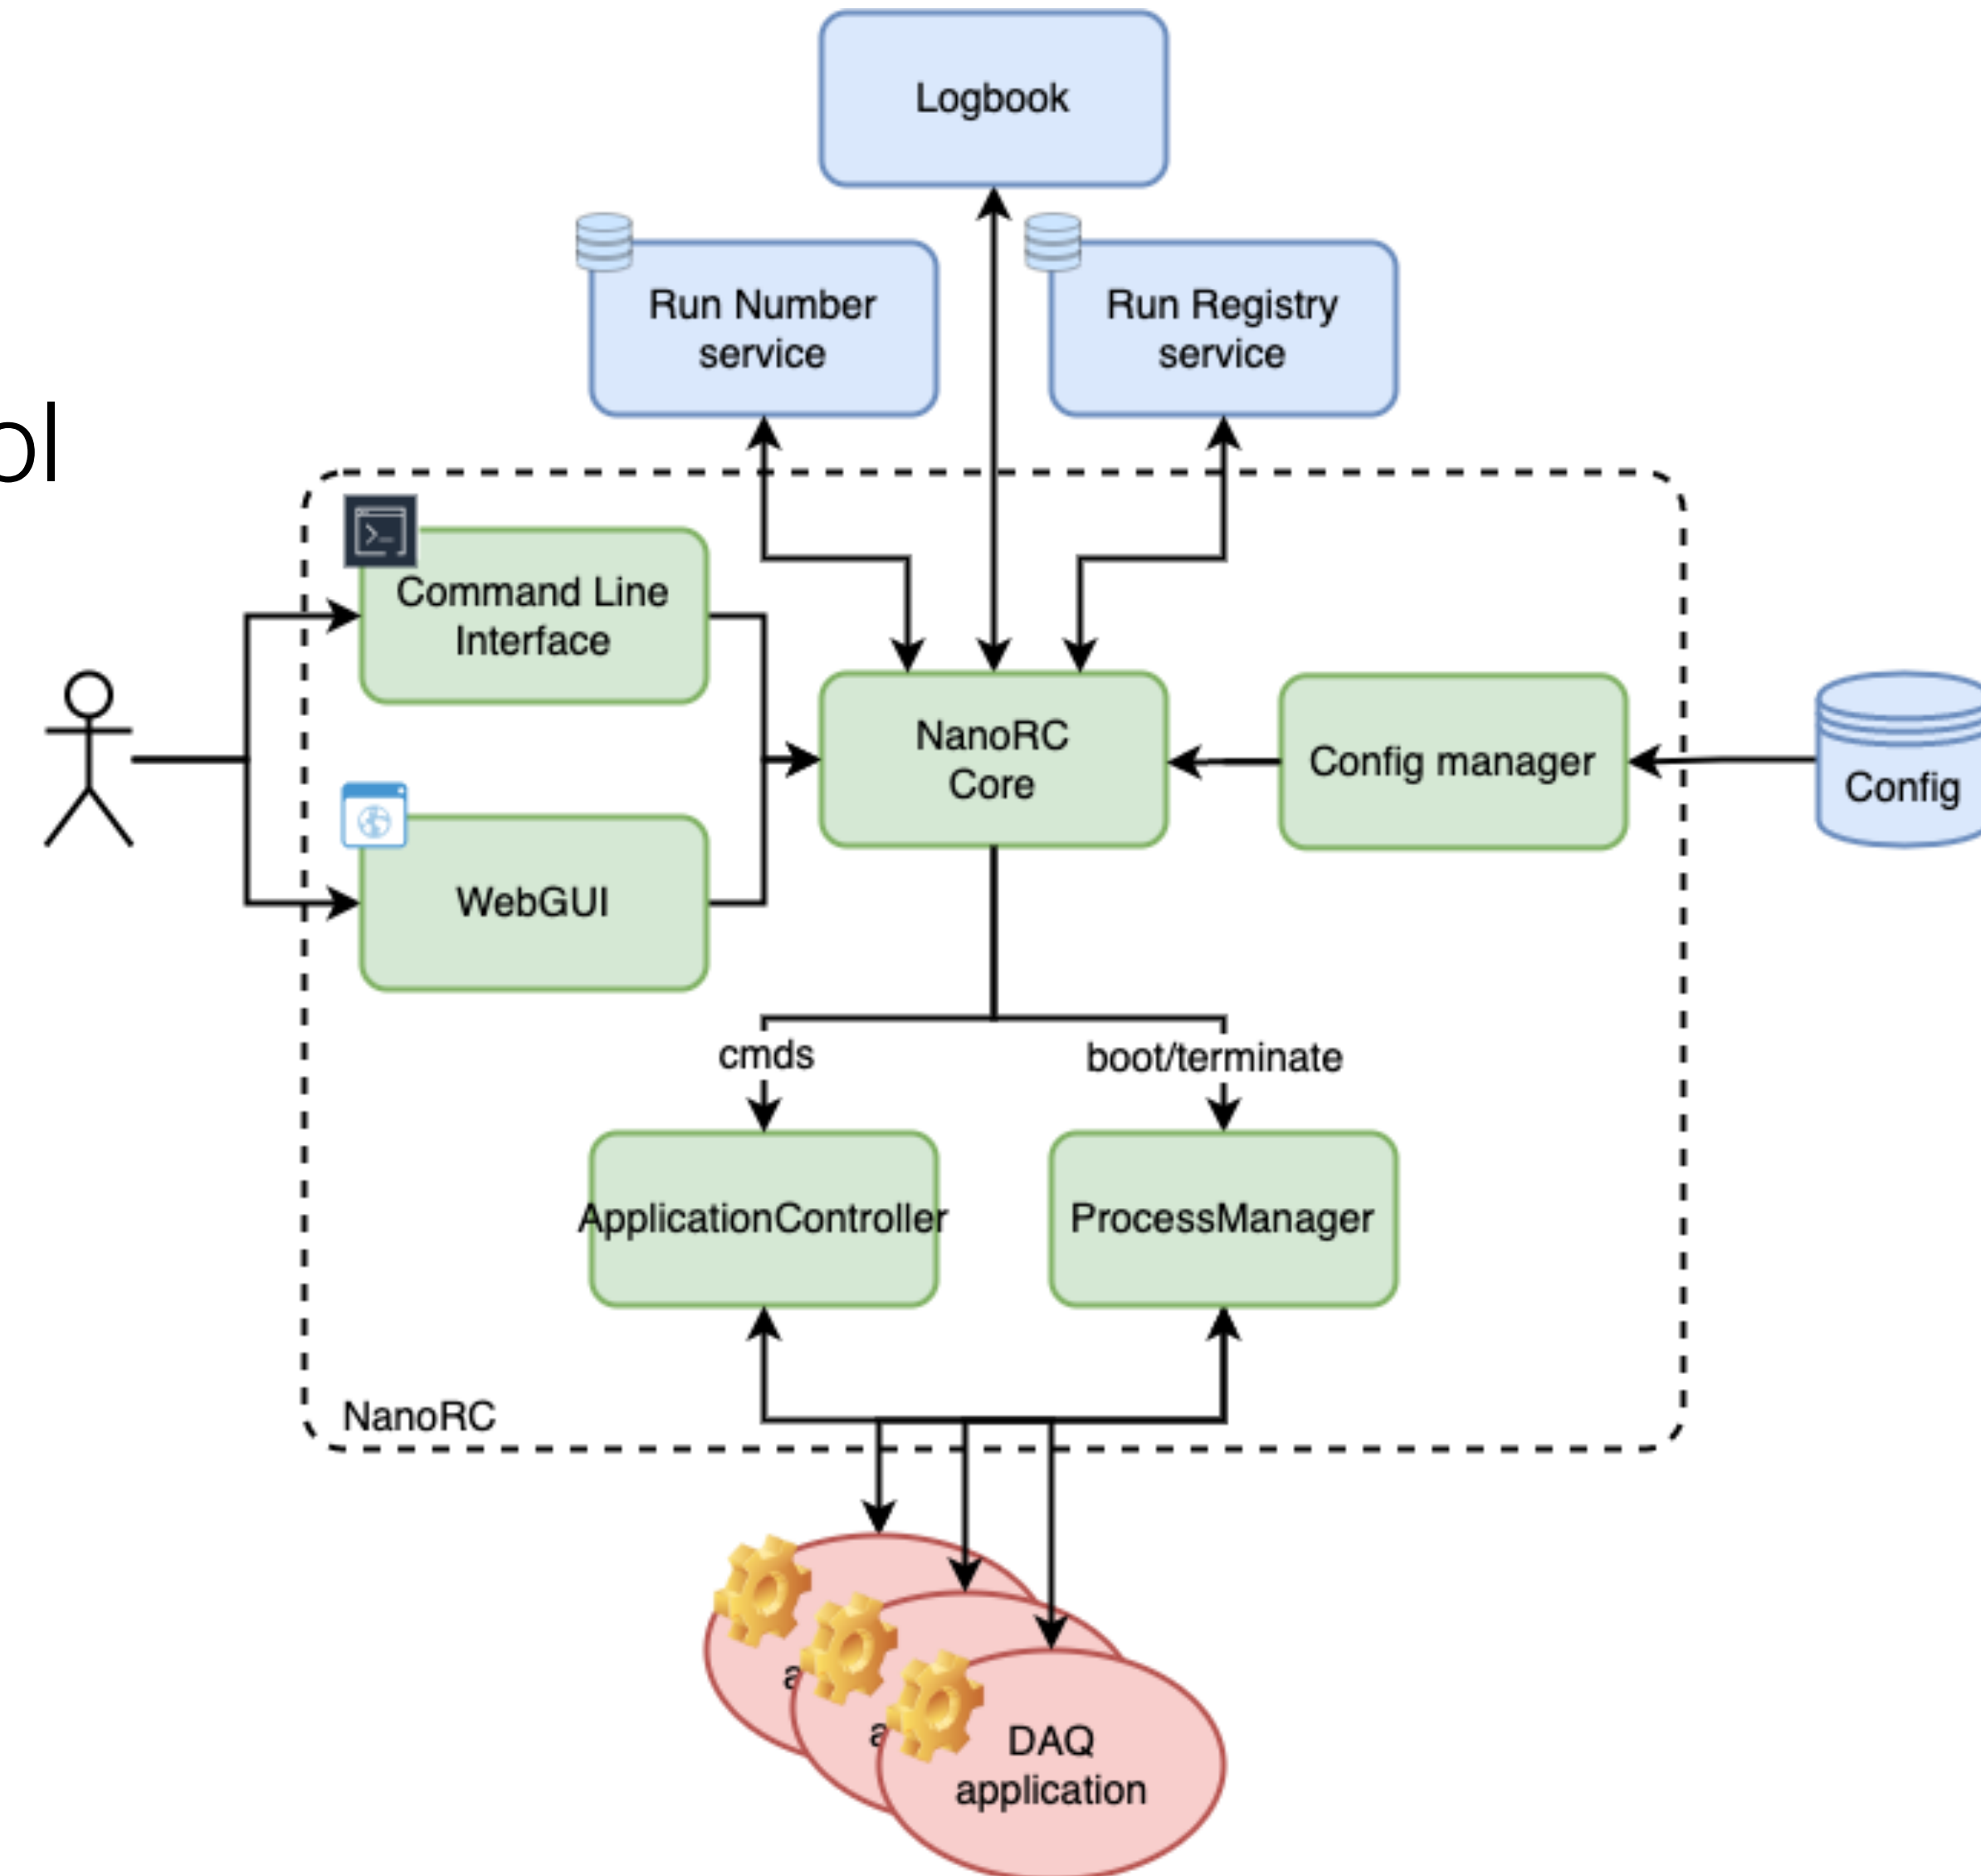 Logbook
Run Number
service
Run Registry
service
Command Line
Interface
NanoRC
Core
Config manager
Config
WebGUI
cmds
boot/terminate
ApplicationController
ProcessManager
NanoRC
DAQ
application